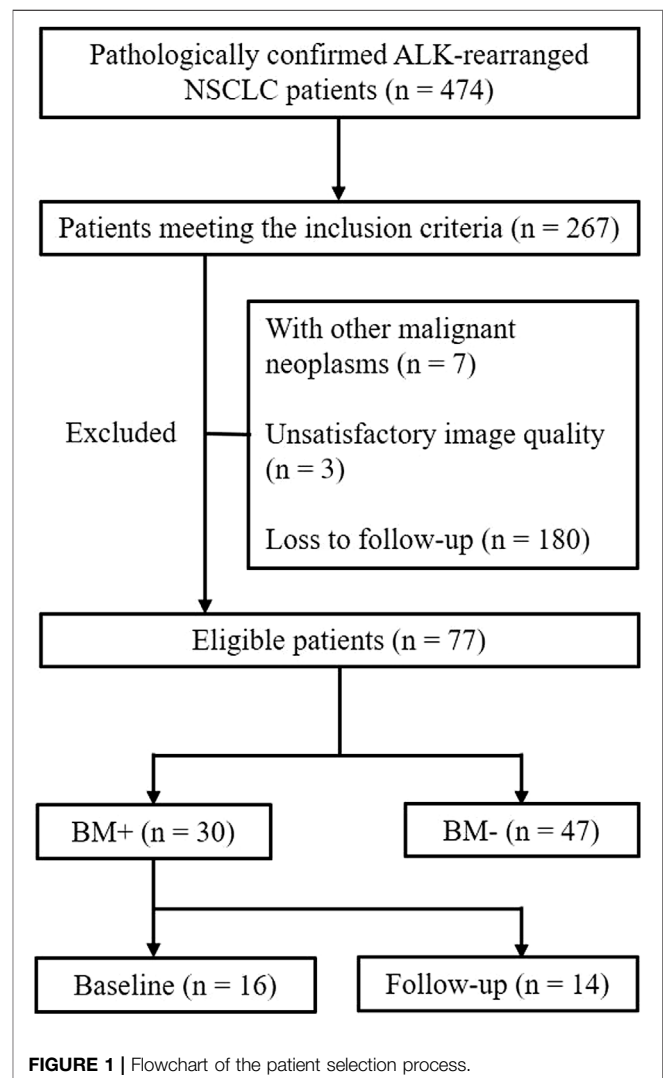 Pathologically confirmed ALK-rearranged
NSCLC patients (n = 474)
Patients meeting the inclusion criteria (n = 267)
Excluded
With other malignant
neoplasms (n = 7)
Unsatisfactory image quality
(n = 3)
Loss to follow-up (n = 180)
Eligible patients (n = 77)
BM+ (n = 30)
BM- (n = 47)
Baseline (n = 16)
Follow-up (n = 14)
FIGURE 1 | Flowchart of the patient selection process.